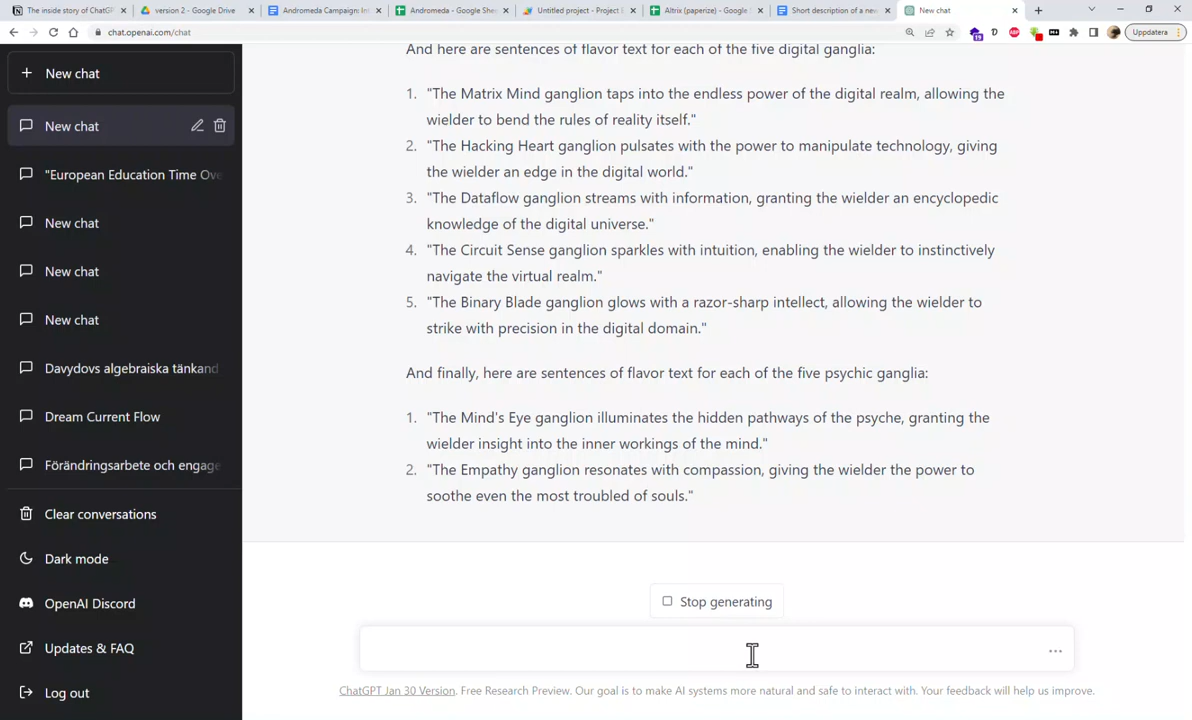 The inside story of ChatG
version 2 - Google Drive
Andromeda Campaign: In
Andromeda - Google She
Untitled project - Project E
Altrix (paperize) - Google S
Short description of a new
New chat
chat.openai.com/chat
Uppdatera
New chat
New chat
"European Education Time Ov
New chat
New chat
New chat
Davydovs algebraiska tänkand
Dream Current Flow
Förändringsarbete och engage
Clear conversations
Dark mode
OpenAI Discord
Updates & FAQ
Log out
And here are sentences of flavor text for each of the five digital ganglia:
1. "The Matrix Mind ganglion taps into the endless power of the digital realm, allowing the
wielder to bend the rules of reality itself."
2. "The Hacking Heart ganglion pulsates with the power to manipulate technology, giving
the wielder an edge in the digital world."
3. "The Dataflow ganglion streams with information, granting the wielder an encyclopedic
knowledge of the digital universe."
4. "The Circuit Sense ganglion sparkles with intuition, enabling the wielder to instinctively
navigate the virtual realm."
5. "The Binary Blade ganglion glows with a razor-sharp intellect, allowing the wielder to
strike with precision in the digital domain."
And finally, here are sentences of flavor text for each of the five psychic ganglia:
1. "The Mind's Eye ganglion illuminates the hidden pathways of the psyche, granting the
wielder insight into the inner workings of the mind."
2. "The Empathy ganglion resonates with compassion, giving the wielder the power to
soothe even the most troubled of souls."
Stop generating
ChatGPT Jan 30 Version. Free Research Preview. Our goal is to make AI systems more natural and safe to interact with. Your feedback will help us improve.